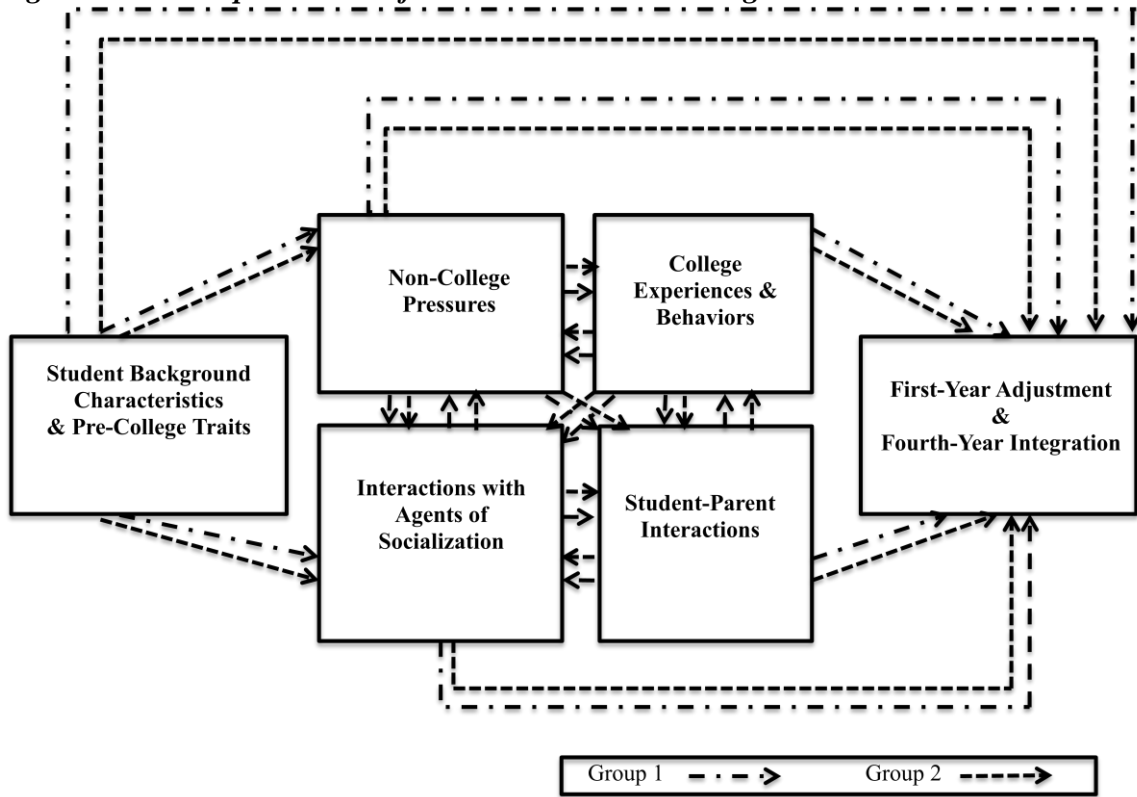 Non-College
Pressures
College
Experiences &
Behaviors
Student Background
Characteristics
& Pre-College Traits
First-Year Adjustment
&
Fourth-Year Integration
Interactions with
Agents of
Socialization
Student-Parent
Interactions
Group 1
Group 2